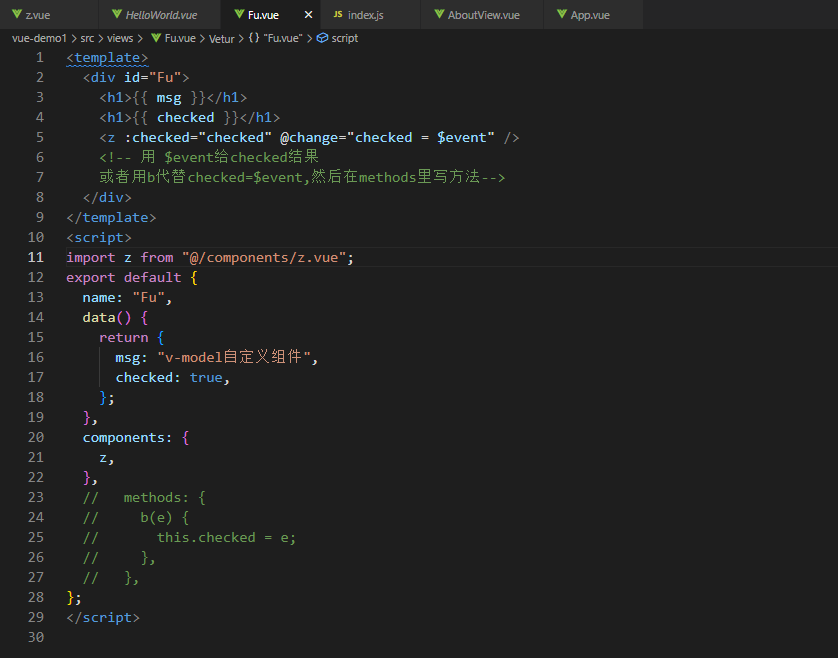 z.vue HelloWorld.vue Fu.vue × JS index.js AboutView.vue App.vue
vue-demo1 > src > views > Fu.vue > Vetur > {} "Fu.vue" > script
1 <template>
2 <div id="Fu">
3 <h1>{{ msg }}</h1>
4 <h1>{{ checked }}</h1>
5 <z :checked="checked" @change="checked = $event" />
6 <!-- 用 $event给checked结果
7 或者用b代替checked=$event,然后在methods里写方法-->
8 </div>
9 </template>
10 <script>
11 import z from "@/components/z.vue";
12 export default {
13 name: "Fu",
14 data() {
15 return {
16 msg: "v-model自定义组件",
17 checked: true,
18 };
19 },
20 components: {
21 z,
22 },
23 // methods: {
24 // b(e) {
25 // this.checked = e;
26 // },
27 // },
28 };
29 </script>
30